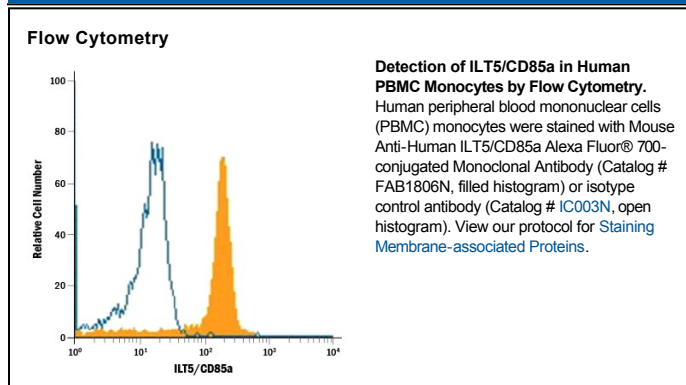 Flow Cytometry
100
80
60
40
20
0
Relative Cell Number
10⁰ 10¹ 10² 10³ 10⁴
ILT5/CD85a
Detection of ILT5/CD85a in Human
PBMC Monocytes by Flow Cytometry.
Human peripheral blood mononuclear cells
(PBMC) monocytes were stained with Mouse
Anti-Human ILT5/CD85a Alexa Fluor® 700-
conjugated Monoclonal Antibody (Catalog #
FAB1806N, filled histogram) or isotype
control antibody (Catalog # IC003N, open
histogram). View our protocol for Staining
Membrane-associated Proteins.